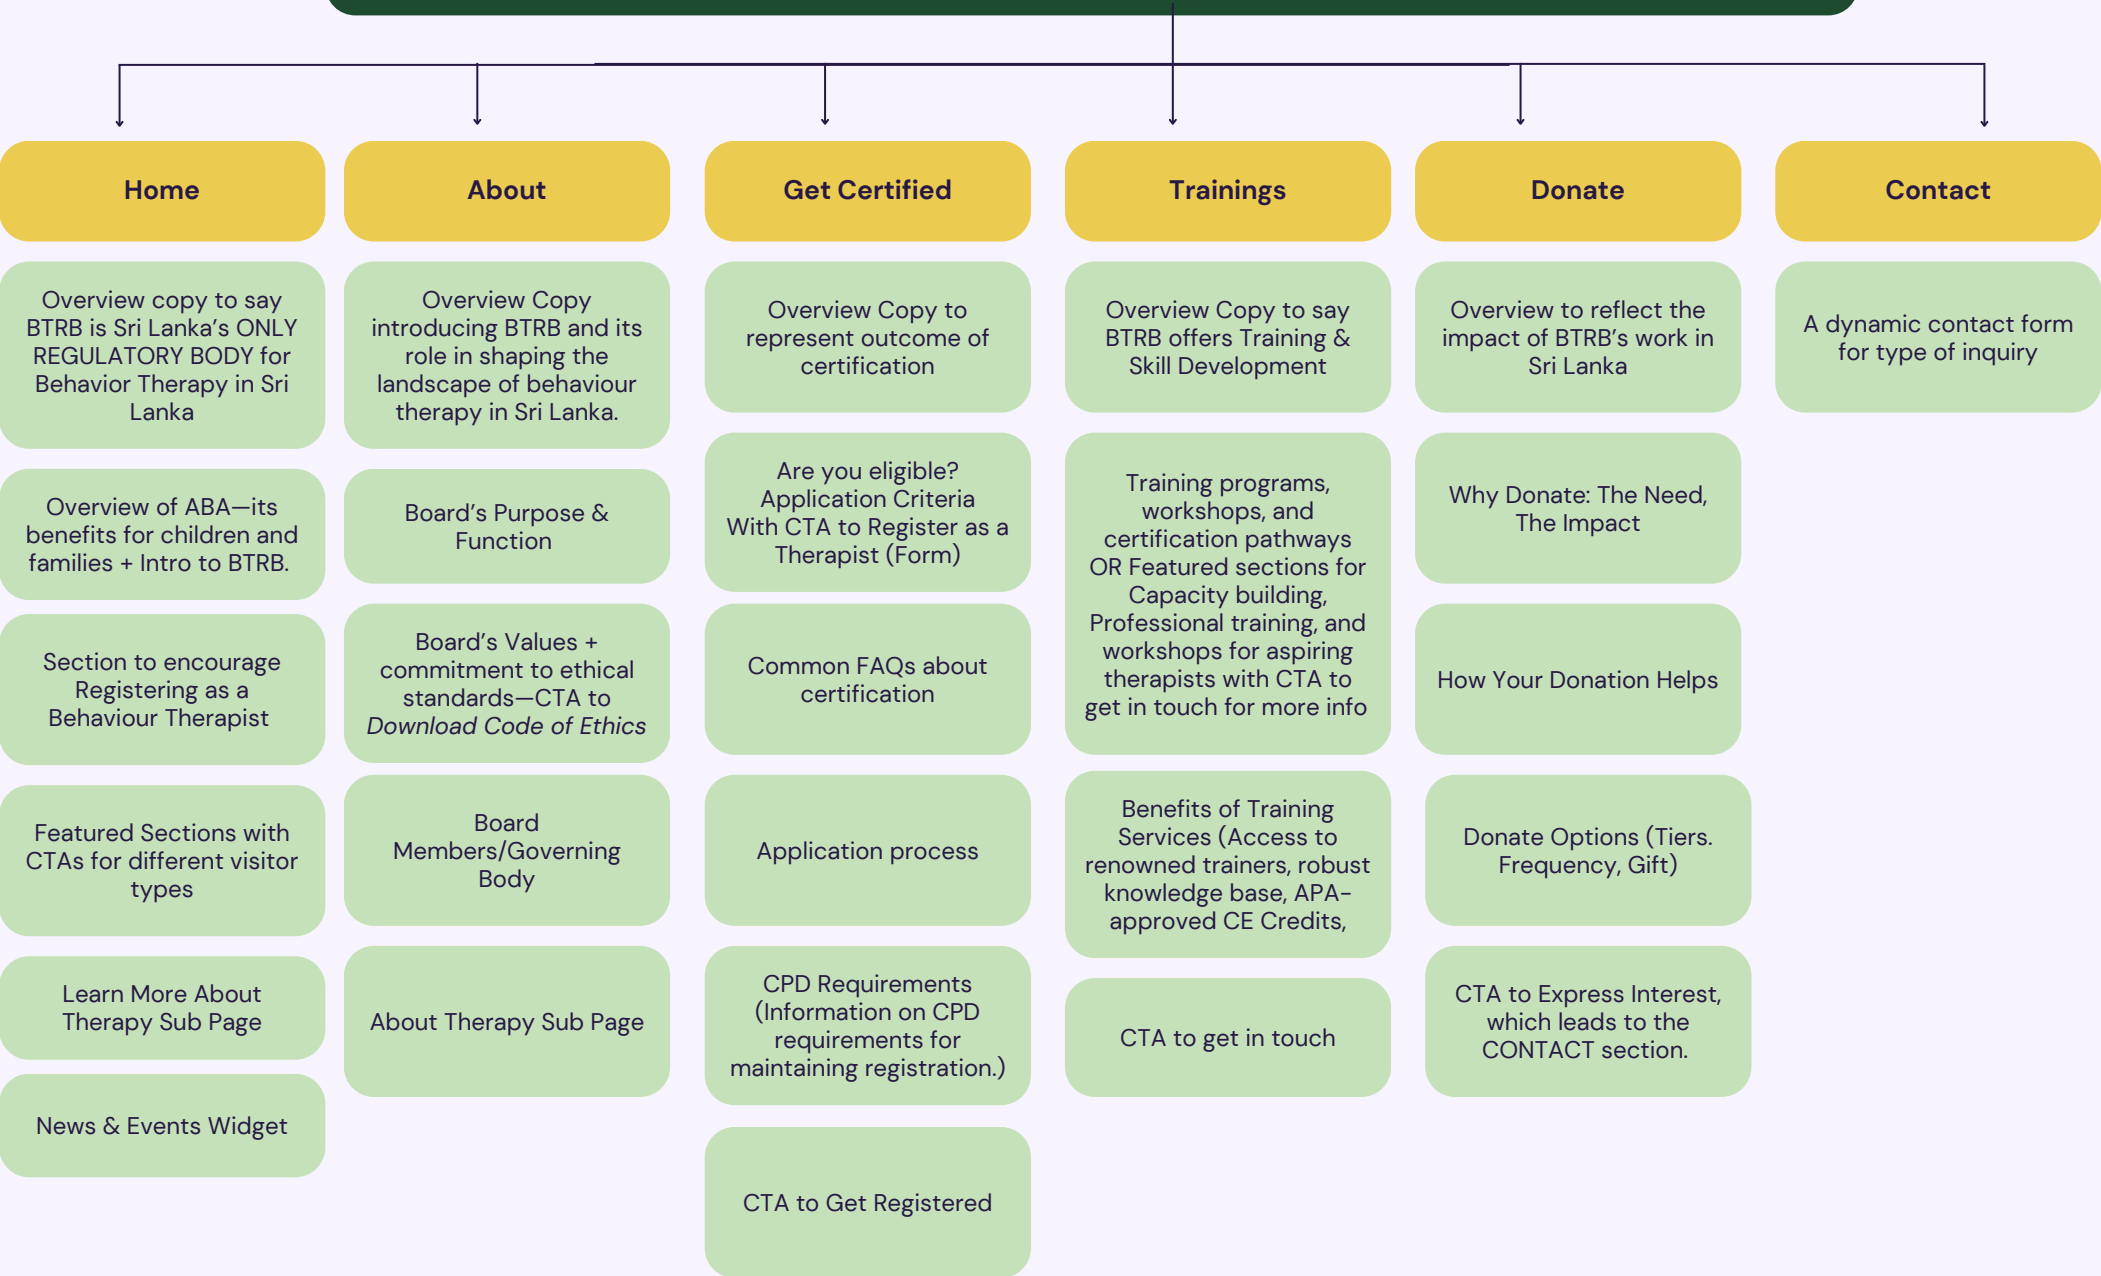 Home
About
Get Certified
Trainings
Donate
Contact
Overview copy to say
BTRB is Sri Lanka’s ONLY
REGULATORY BODY for
Behavior Therapy in Sri
Lanka
Overview of ABA—its
benefits for children and
families + Intro to BTRB.
Section to encourage
Registering as a
Behaviour Therapist
Featured Sections with
CTAs for different visitor
types
Learn More About
Therapy Sub Page
News & Events Widget
Overview Copy
introducing BTRB and its
role in shaping the
landscape of behaviour
therapy in Sri Lanka.
Board’s Purpose &
Function
Board’s Values +
commitment to ethical
standards—CTA to
Download Code of Ethics
Board
Members/Governing
Body
About Therapy Sub Page
Overview Copy to
represent outcome of
certification
Are you eligible?
Application Criteria
With CTA to Register as a
Therapist (Form)
Common FAQs about
certification
Application process
CPD Requirements
(Information on CPD
requirements for
maintaining registration.)
CTA to Get Registered
Overview Copy to say
BTRB offers Training &
Skill Development
Training programs,
workshops, and
certification pathways
OR Featured sections for
Capacity building,
Professional training, and
workshops for aspiring
therapists with CTA to
get in touch for more info
Benefits of Training
Services (Access to
renowned trainers, robust
knowledge base, APA-
approved CE Credits,
CTA to get in touch
Overview to reflect the
impact of BTRB’s work in
Sri Lanka
Why Donate: The Need,
The Impact
How Your Donation Helps
Donate Options (Tiers.
Frequency, Gift)
CTA to Express Interest,
which leads to the
CONTACT section.
A dynamic contact form
for type of inquiry